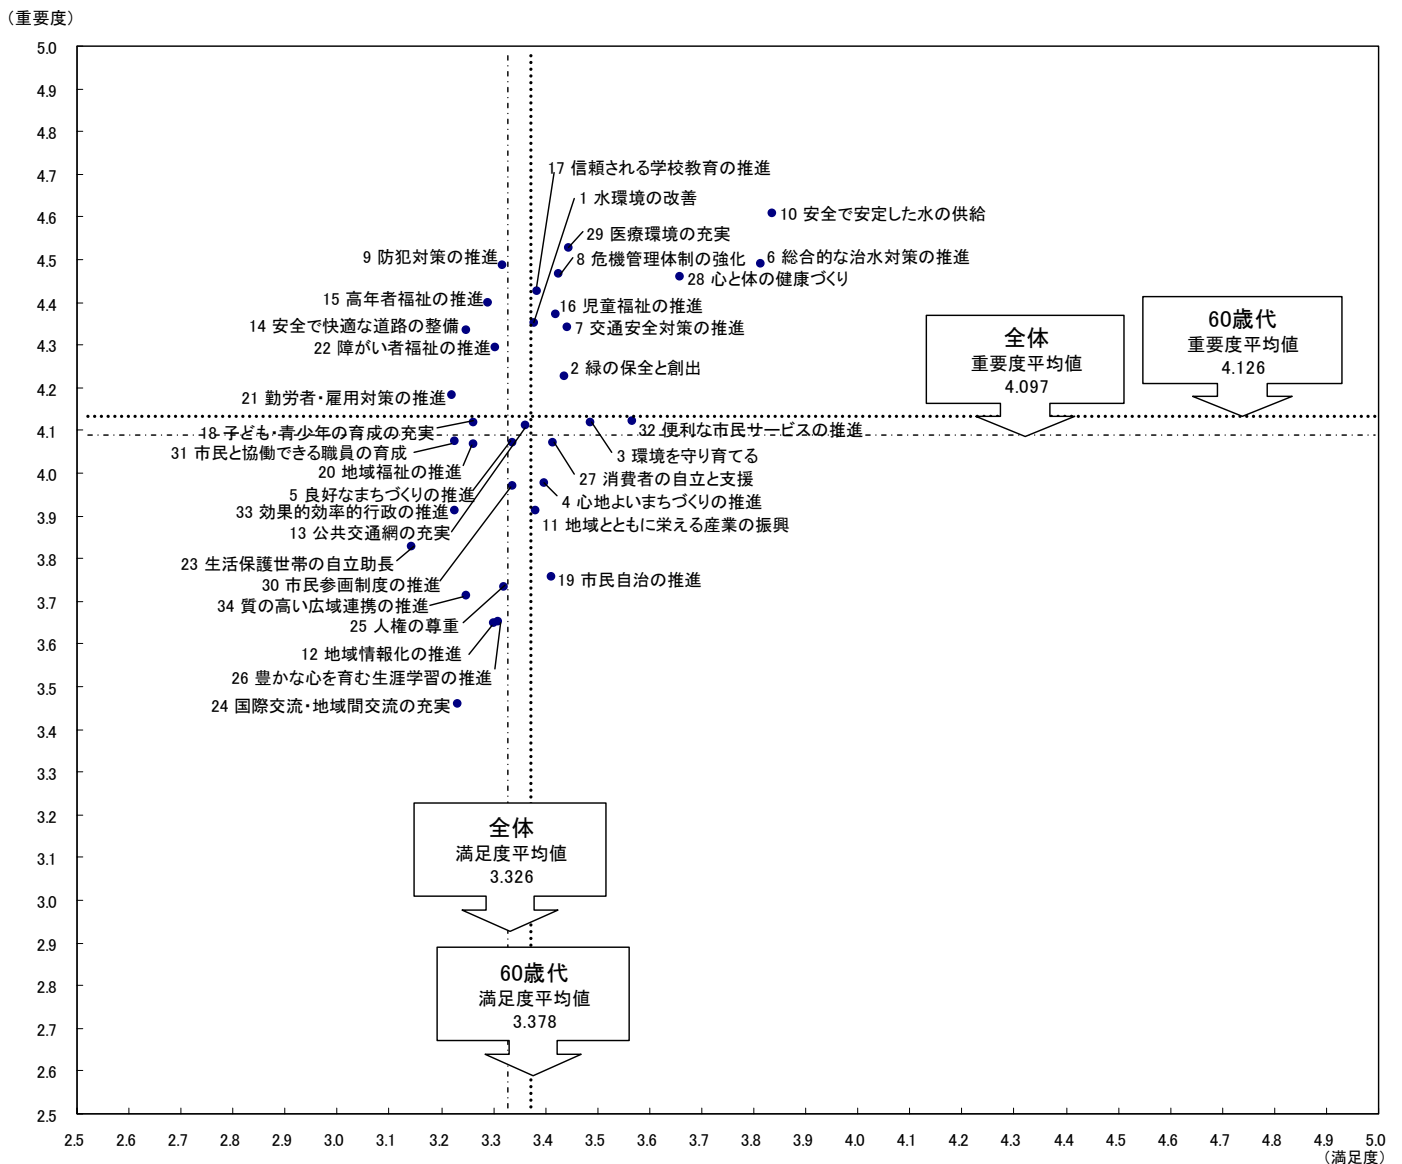 （重要度）
5.0
4.9
4.8
4.7
4.6
4.5
4.4
4.3
4.2
4.1
4.0
3.9
3.8
3.7
3.6
3.5
3.4
3.3
3.2
3.1
3.0
2.9
2.8
2.7
2.6
2.5
17 信頼される学校教育の推進
1 水環境の改善
10 安全で安定した水の供給
29 医療環境の充実
9 防犯対策の推進
8 危機管理体制の強化
6 総合的な治水対策の推進
28 心と体の健康づくり
15 高年者福祉の推進
16 児童福祉の推進
14 安全で快適な道路の整備
7 交通安全対策の推進
22 障がい者福祉の推進
2 緑の保全と創出
21 勤労者・雇用対策の推進
18 子ども・青少年の育成の充実
32 便利な市民サービスの推進
31 市民と協働できる職員の育成
3 環境を守り育てる
20 地域福祉の推進
27 消費者の自立と支援
5 良好なまちづくりの推進
4 心地よいまちづくりの推進
33 効果的効率的行政の推進
11 地域とともに栄える産業の振興
13 公共交通網の充実
23 生活保護世帯の自立助長
30 市民参画制度の推進
19 市民自治の推進
34 質の高い広域連携の推進
25 人権の尊重
12 地域情報化の推進
26 豊かな心を育む生涯学習の推進
24 国際交流・地域間交流の充実
全体
重要度平均値
4.097
60歳代
重要度平均値
4.126
全体
満足度平均値
3.326
60歳代
満足度平均値
3.378
2.5 2.6 2.7 2.8 2.9 3.0 3.1 3.2 3.3 3.4 3.5 3.6 3.7 3.8 3.9 4.0 4.1 4.2 4.3 4.4 4.5 4.6 4.7 4.8 4.9 5.0
（満足度）